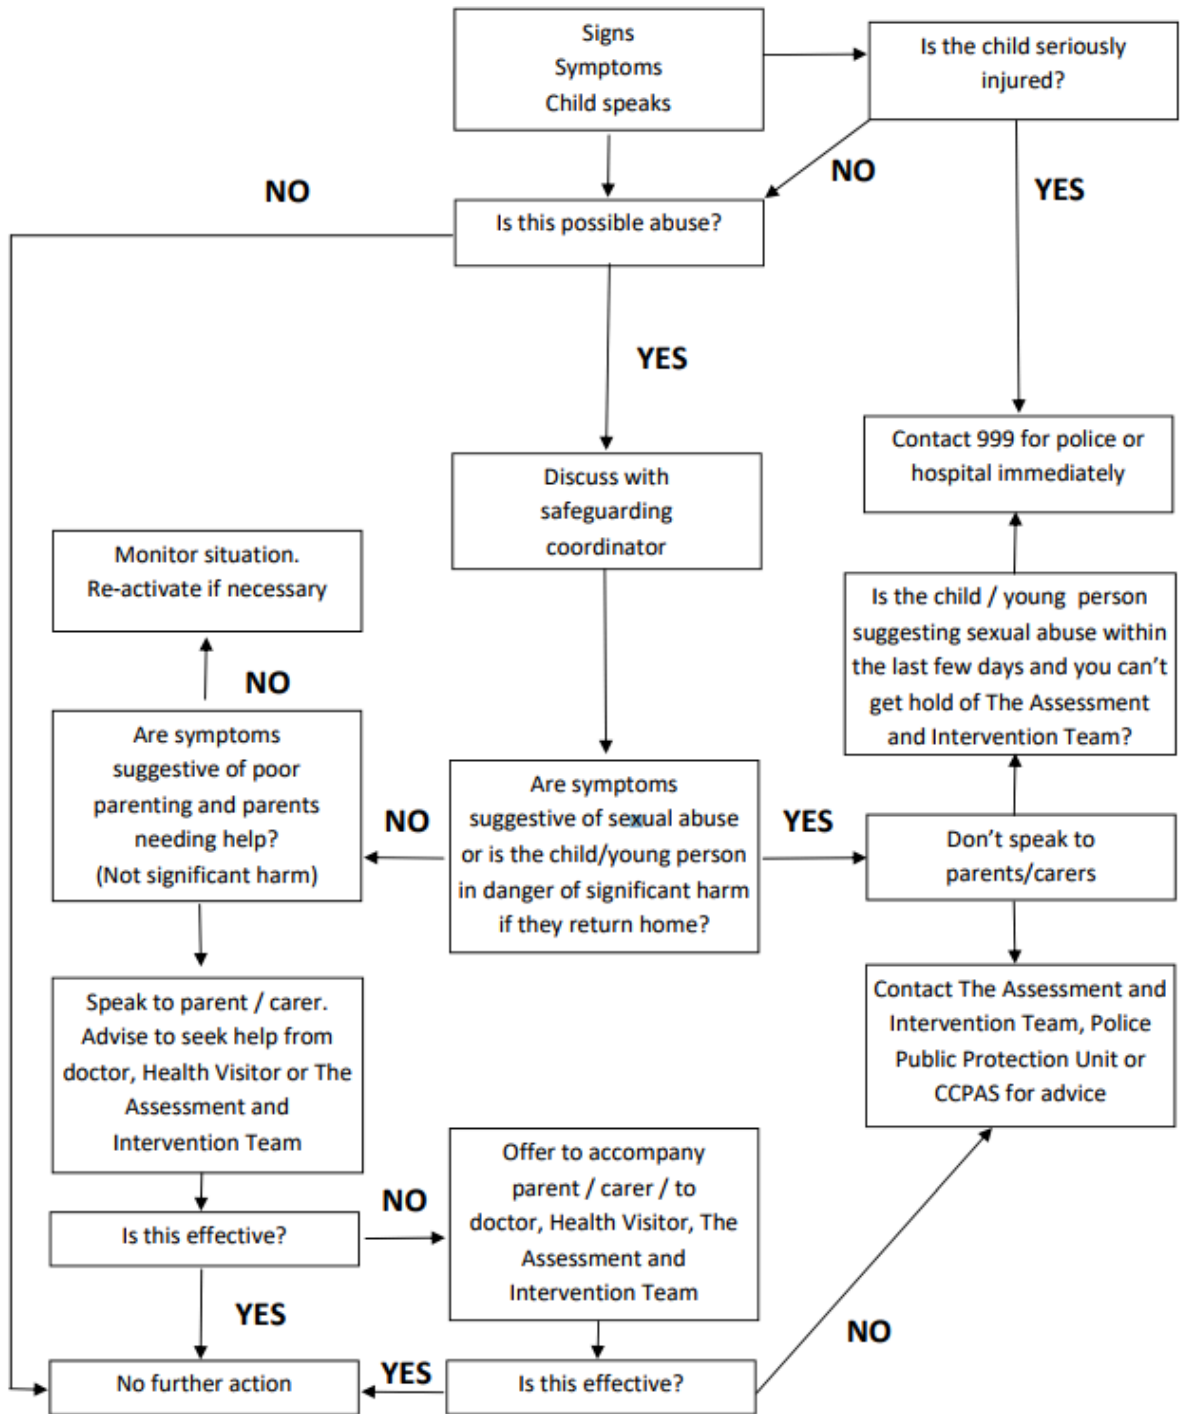 Signs
Symptoms
Child speaks
Is the child seriously
injured?
NO
NO
YES
Is this possible abuse?
YES
Contact 999 for police or
hospital immediately
Discuss with
safeguarding
coordinator
Monitor situation.
Re-activate if necessary
Is the child / young person
suggesting sexual abuse within
the last few days and you can't
get hold of The Assessment
and Intervention Team?
NO
Are symptoms
suggestive of poor
parenting and parents
needing help?
(Not significant harm)
NO
Are symptoms
suggestive of sexual abuse
or is the child/young person
in danger of significant harm
if they return home?
YES
Don't speak to
parents/carers
Speak to parent / carer.
Advise to seek help from
doctor, Health Visitor or The
Assessment and
Intervention Team
Contact The Assessment and
Intervention Team, Police
Public Protection Unit or
CCPAS for advice
Offer to accompany
parent / carer / to
doctor, Health Visitor, The
Assessment and
Intervention Team
NO
Is this effective?
YES
NO
No further action
YES
Is this effective?